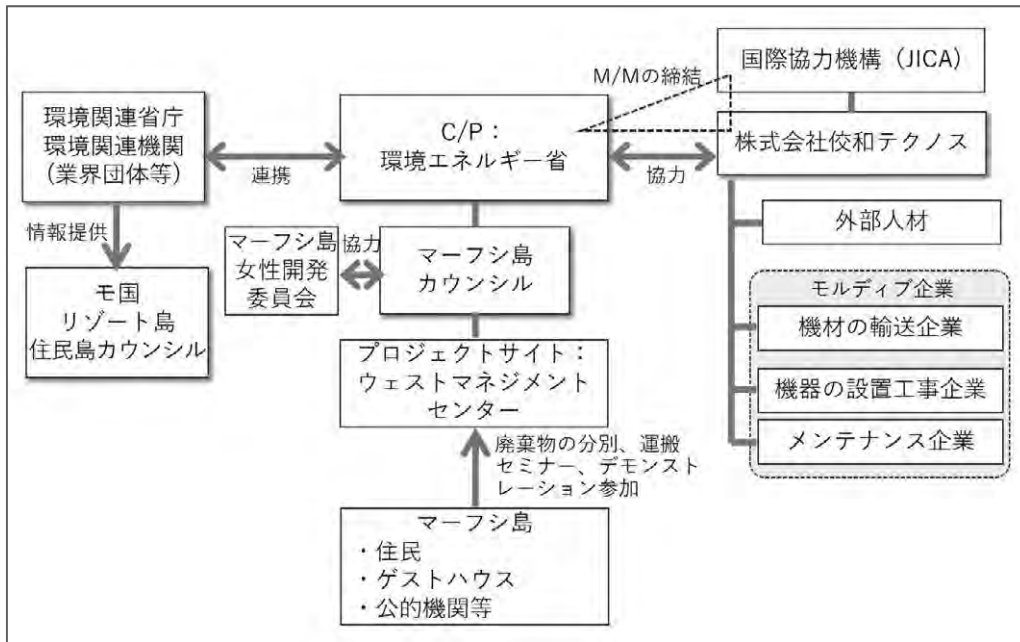 国際協力機構（JICA）
M/Mの締結
環境関連省庁
環境関連機関
（業界団体等）
連携
C/P：
環境エネルギー省
協力
株式会社佼和テクノス
情報提供
外部人材
マーフシ島
女性開発
委員会
協力
マーフシ島
カウンシル
モ国
リゾート島
住民島カウンシル
モルディブ企業
機材の輸送企業
機器の設置工事企業
メンテナンス企業
プロジェクトサイト：
ウェストマネジメント
センター
廃棄物の分別、運搬
セミナー、デモンスト
レーション参加
マーフシ島
・住民
・ゲストハウス
・公的機関等